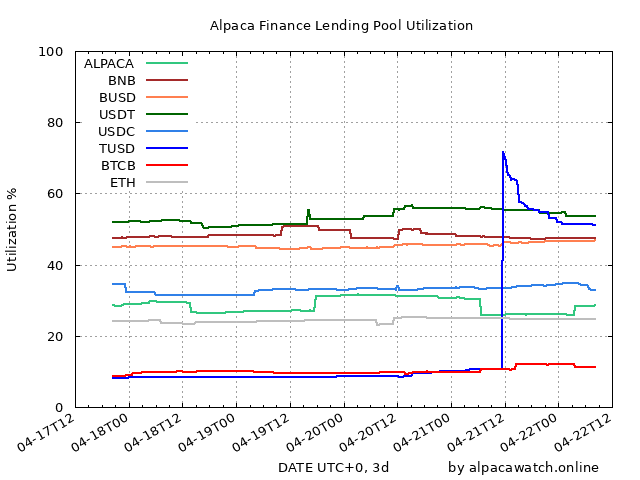 Alpaca Finance Lending Pool Utilization
100
80
60
40
20
0
Utilization %
ALPACA
BNB
BUSD
USDT
USDC
TUSD
BTCB
ETH
04-17T12
04-18T00
04-18T12
04-19T00
04-19T12
04-20T00
04-20T12
04-21T00
04-21T12
04-22T00
04-22T12
DATE UTC+0, 3d
by alpacawatch.online